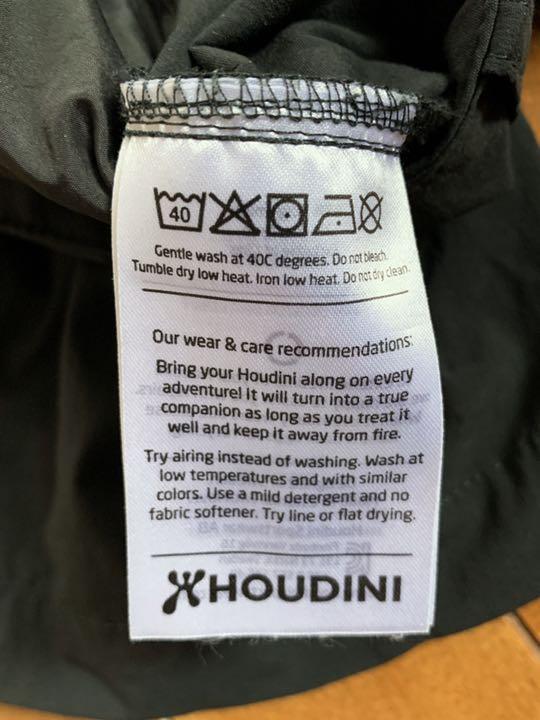 40
Gentle wash at 40C degrees. Do not bleach.
Tumble dry low heat. Iron low heat. Do not dry clean.
Our wear & care recommendations:
Bring your Houdini along on every
adventure! it will turn into a true
companion as long as you treat it
well and keep it away from fire.
Try airing instead of washing. Wash at
low temperatures and with similar
colors. Use a mild detergent and no
fabric softener. Try line or flat drying.
HOUDINI